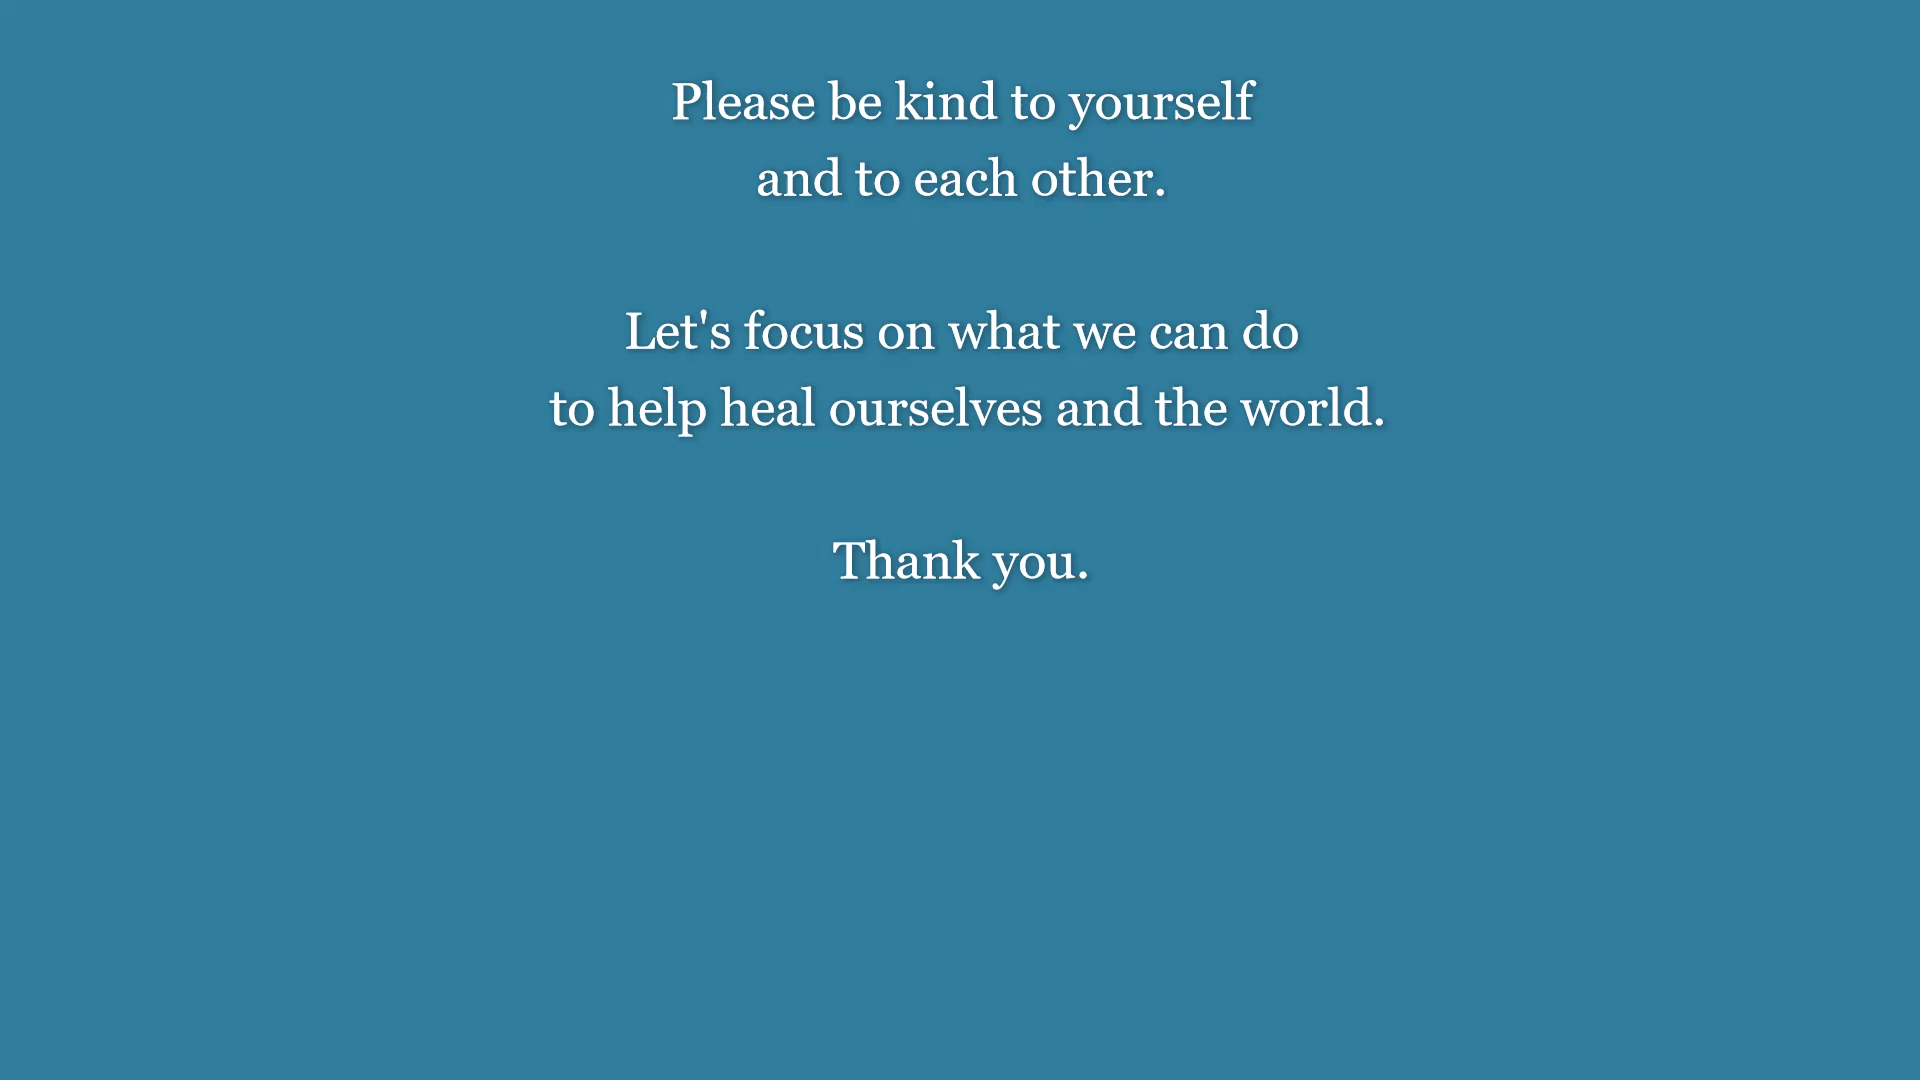 Please be kind to yourself
and to each other.
Let's focus on what we can do
to help heal ourselves and the world.
Thank you.